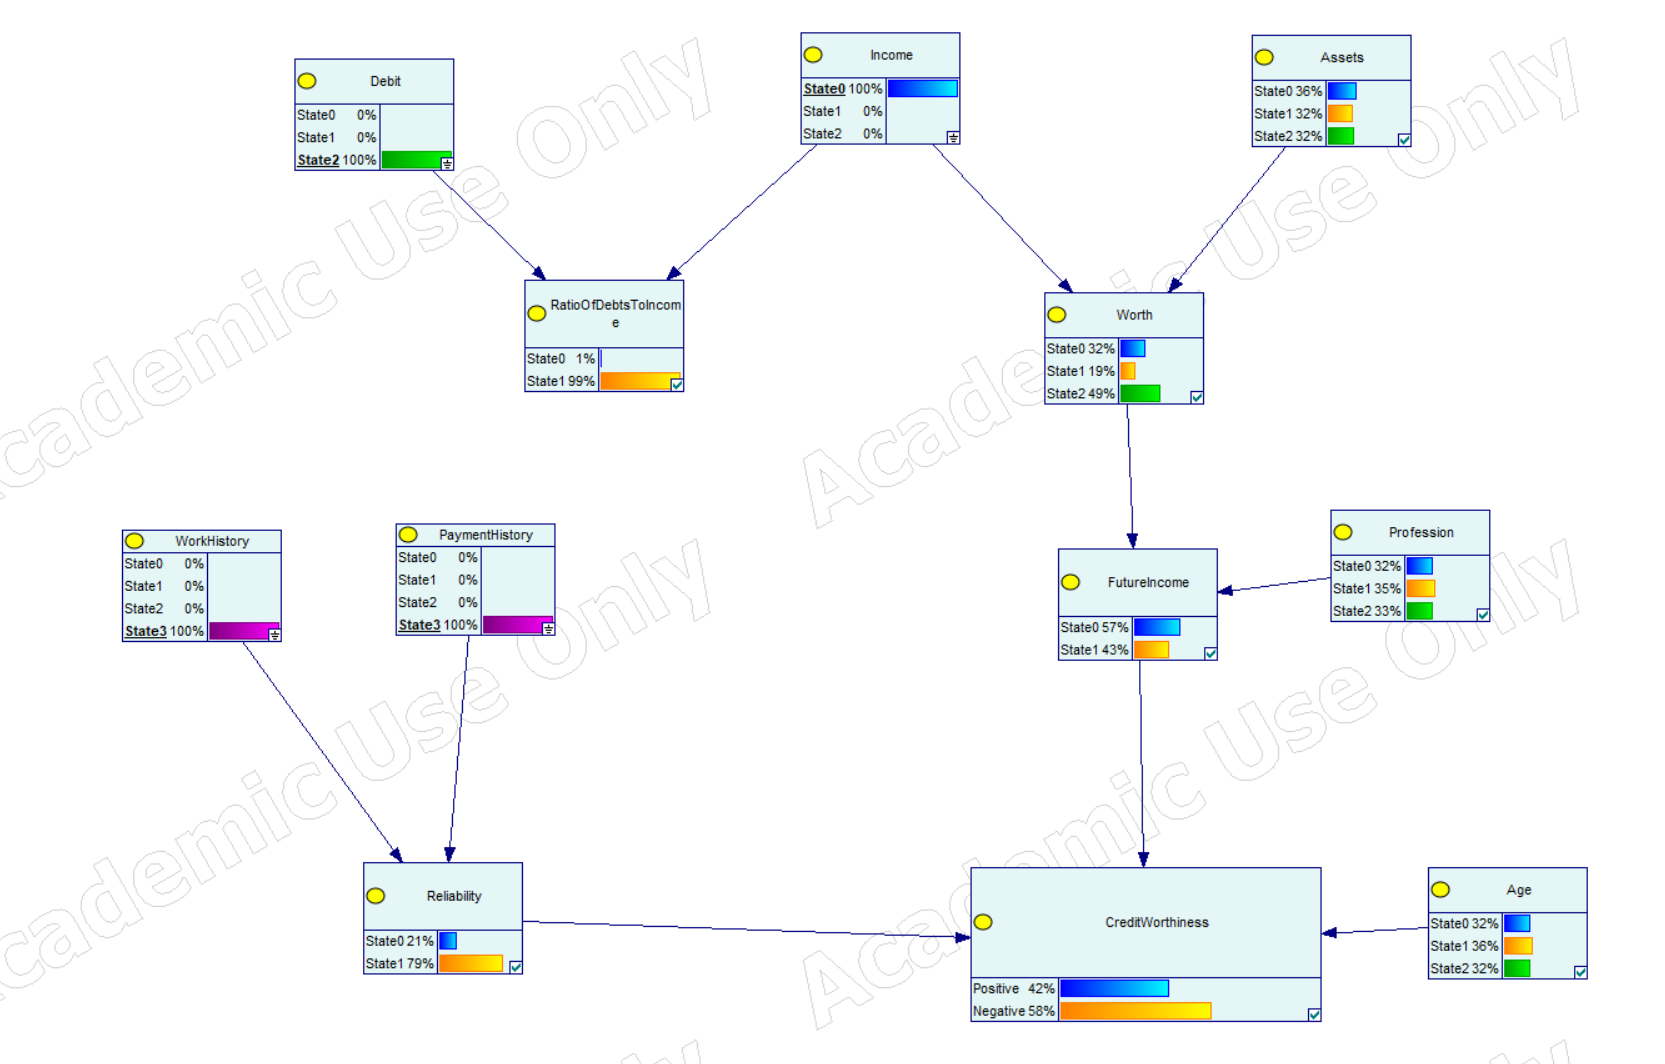 Debit
State0 0%
State1 0%
State2 100%
Income
State0 100%
State1 0%
State2 0%
Assets
State0 36%
State1 32%
State2 32%
RatioOfDebtsToIncom
e
State0 1%
State1 99%
Worth
State0 32%
State1 19%
State2 49%
WorkHistory
State0 0%
State1 0%
State2 0%
State3 100%
PaymentHistory
State0 0%
State1 0%
State2 0%
State3 100%
FutureIncome
State0 57%
State1 43%
Profession
State0 32%
State1 35%
State2 33%
Reliability
State0 21%
State1 79%
CreditWorthiness
Positive 42%
Negative 58%
Age
State0 32%
State1 36%
State2 32%
Academic Use Only
Academic Use Only
Academic Use Only
Academic Use Only